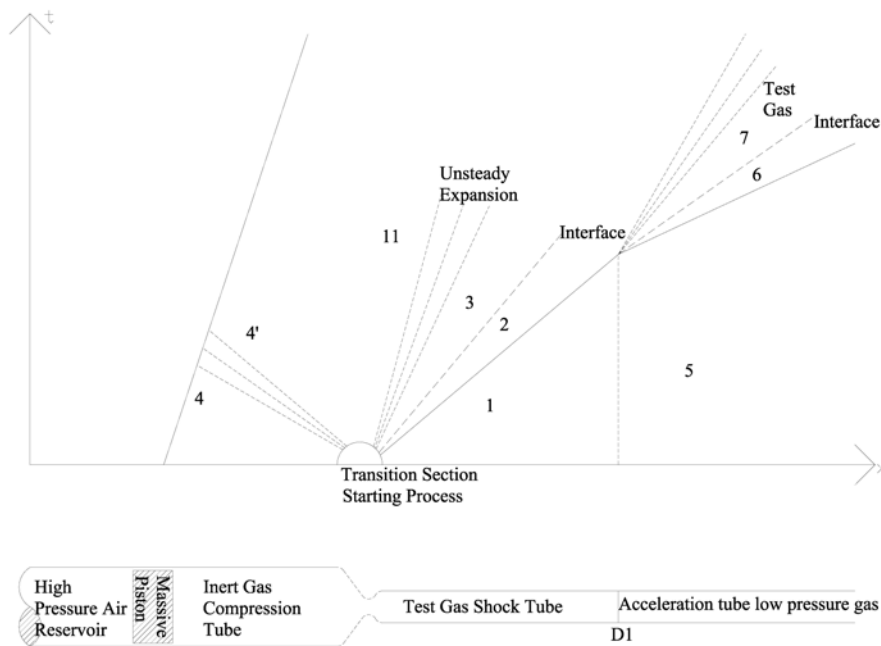 t
Test
Gas
Interface
7
6
Unsteady
Expansion
Interface
11
3
2
4'
5
4
1
x
Transition Section
Starting Process
High
Pressure Air
Reservoir
Massive
Piston
Inert Gas
Compression
Tube
Test Gas Shock Tube
Acceleration tube low pressure gas
D1